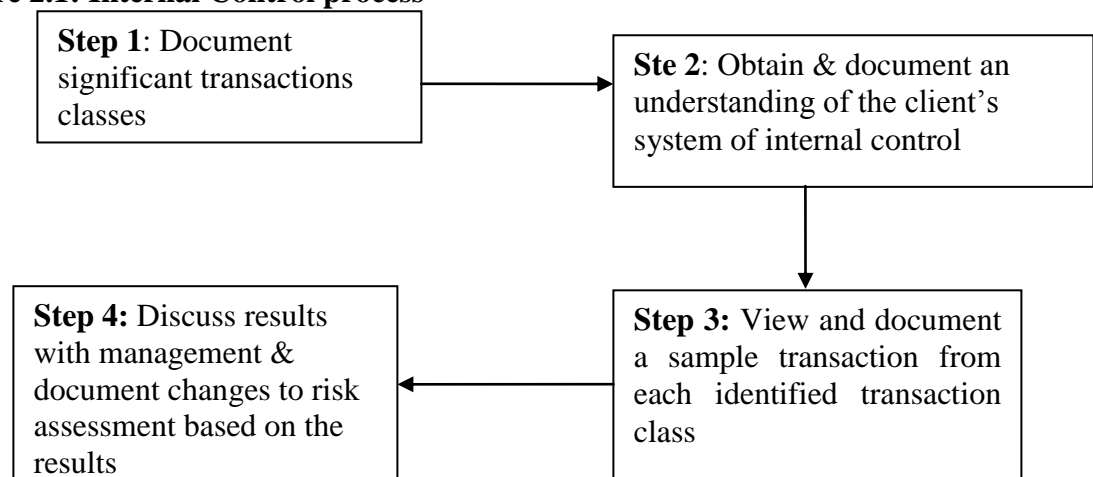 2.1: Internal Control process
Step 1: Document
significant transactions
classes
Ste 2: Obtain & document an
understanding of the client's
system of internal control
Step 3: View and document
a sample transaction from
each identified transaction
class
Step 4: Discuss results
with management &
document changes to risk
assessment based on the
results